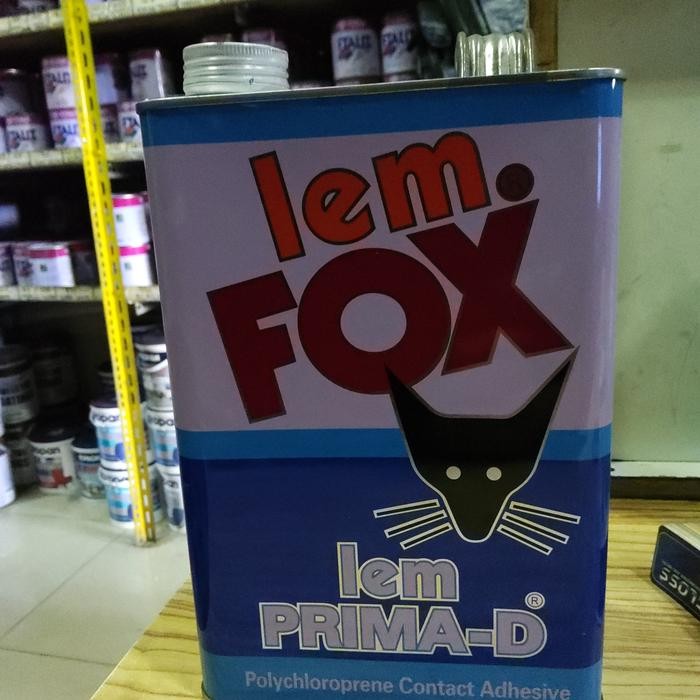 lem®
FOX
lem
PRIMA-D®
Polychloroprene Contact Adhesive